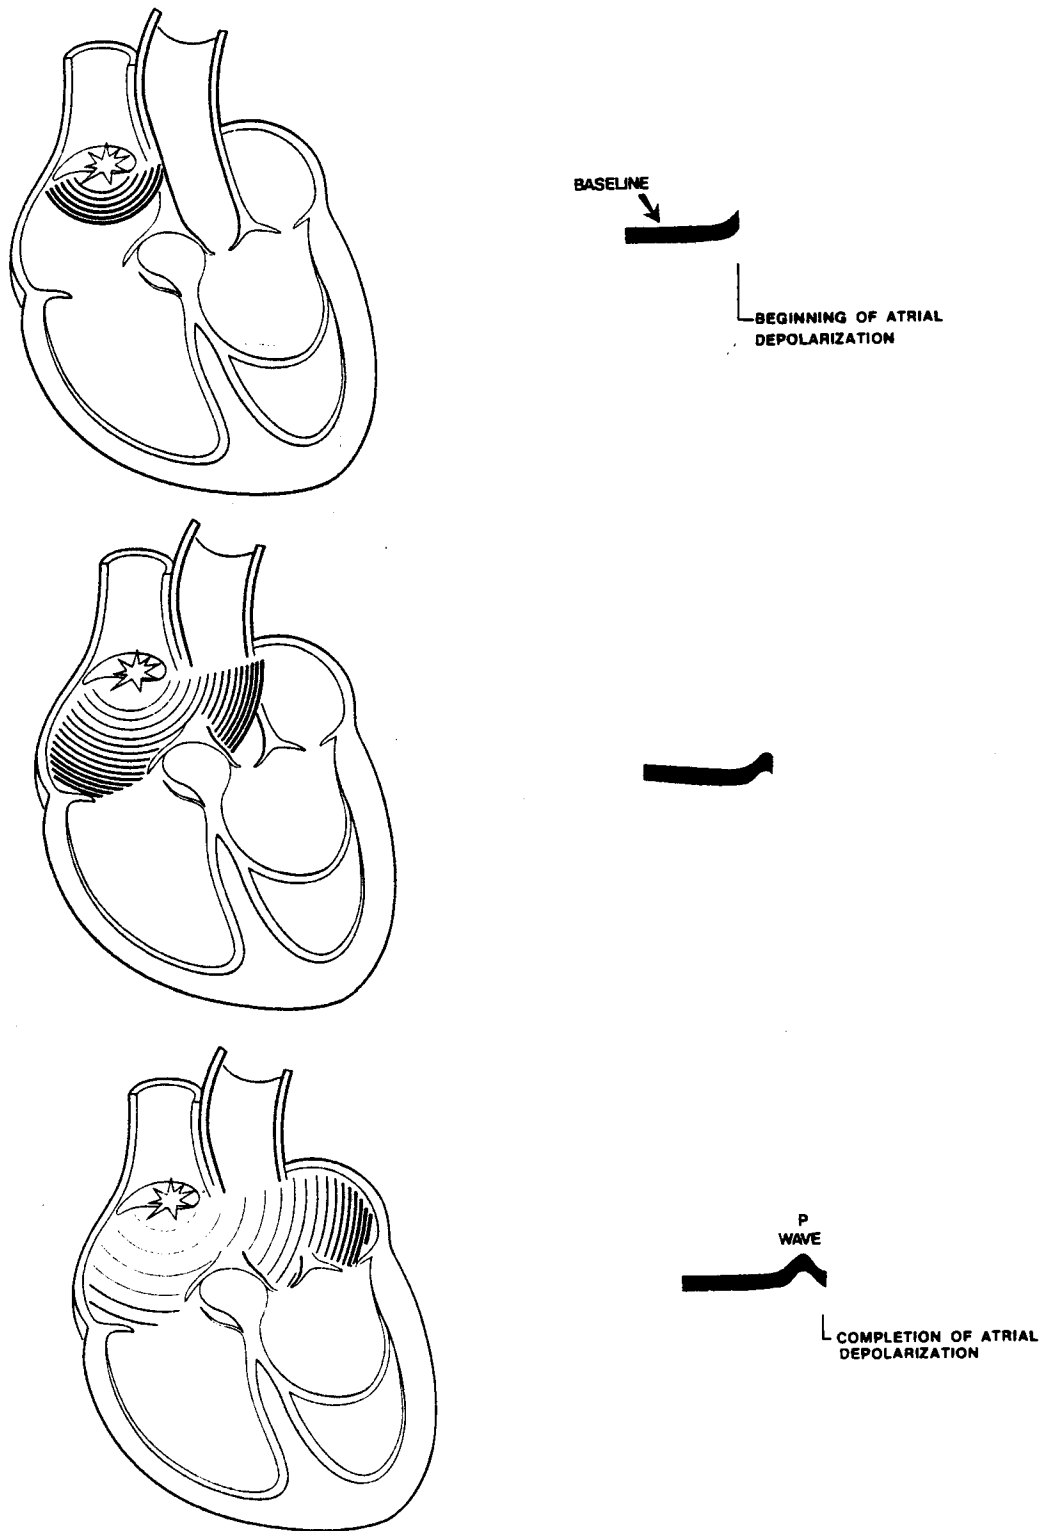 BASELINE
BEGINNING OF ATRIAL
DEPOLARIZATION
P
WAVE
COMPLETION OF ATRIAL
DEPOLARIZATION